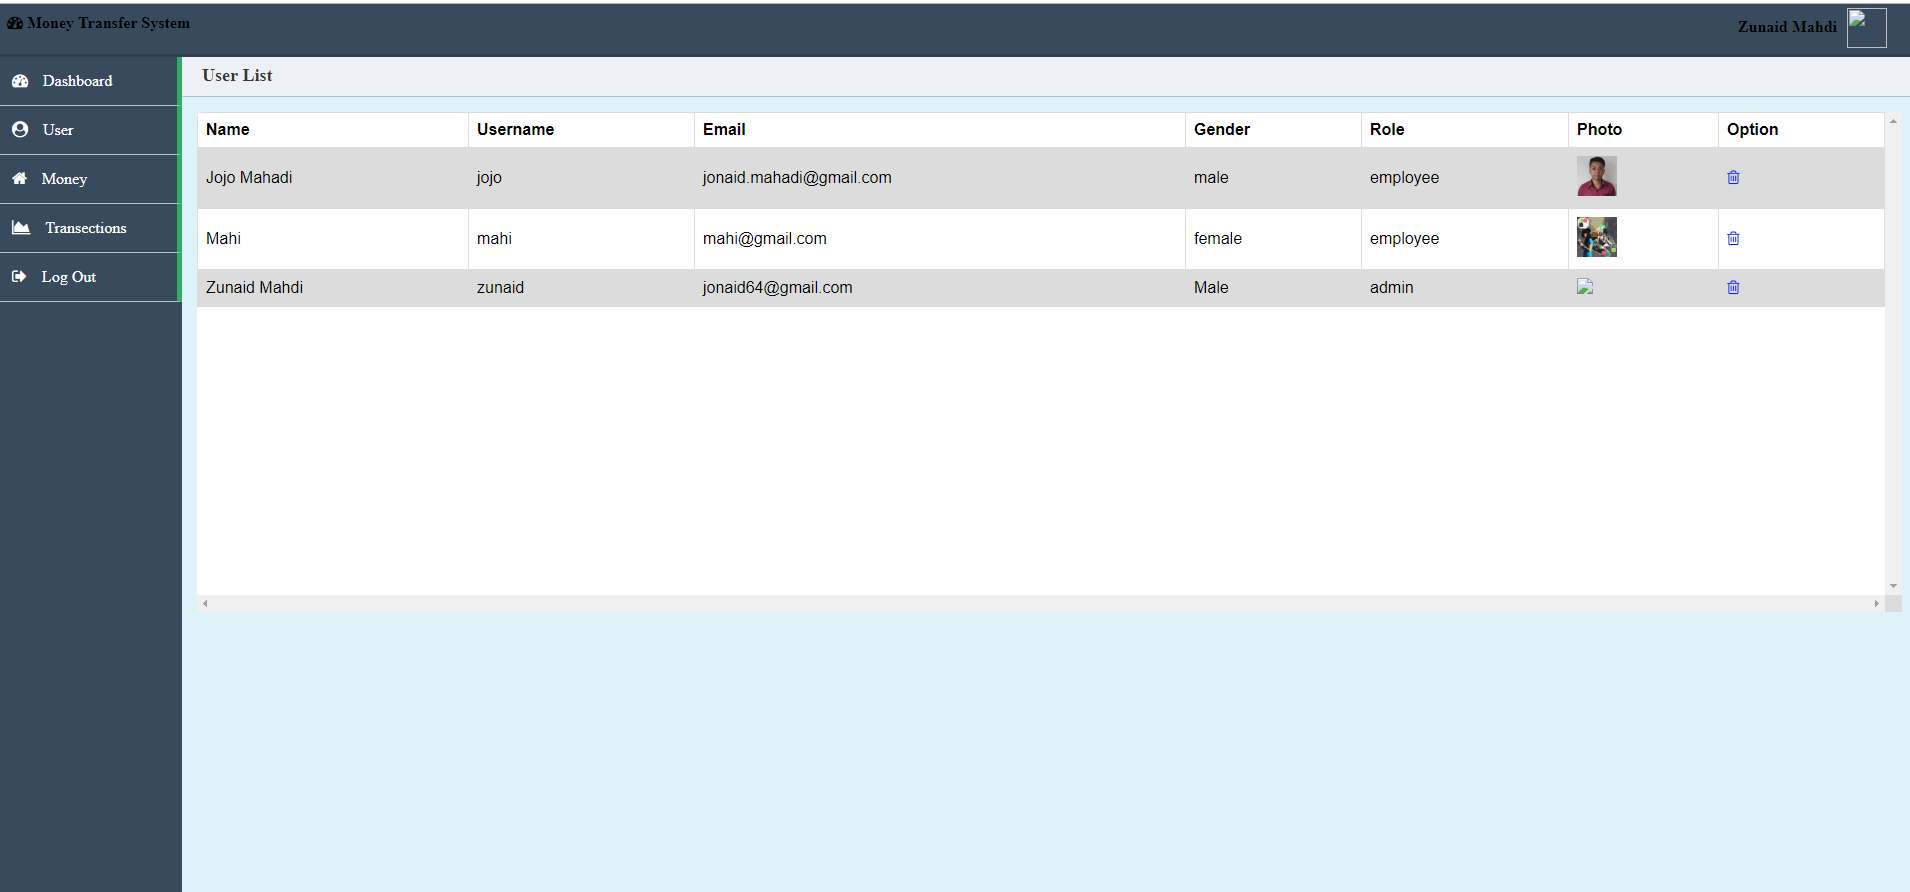 Money Transfer System
Zunaid Mahdi
Dashboard
User
Money
Transections
Log Out
User List
Name Username Email Gender Role Photo Option
Jojo Mahadi jojo jonaid.mahadi@gmail.com male employee
Mahi mahi mahi@gmail.com female employee
Zunaid Mahdi zunaid jonaid64@gmail.com Male admin